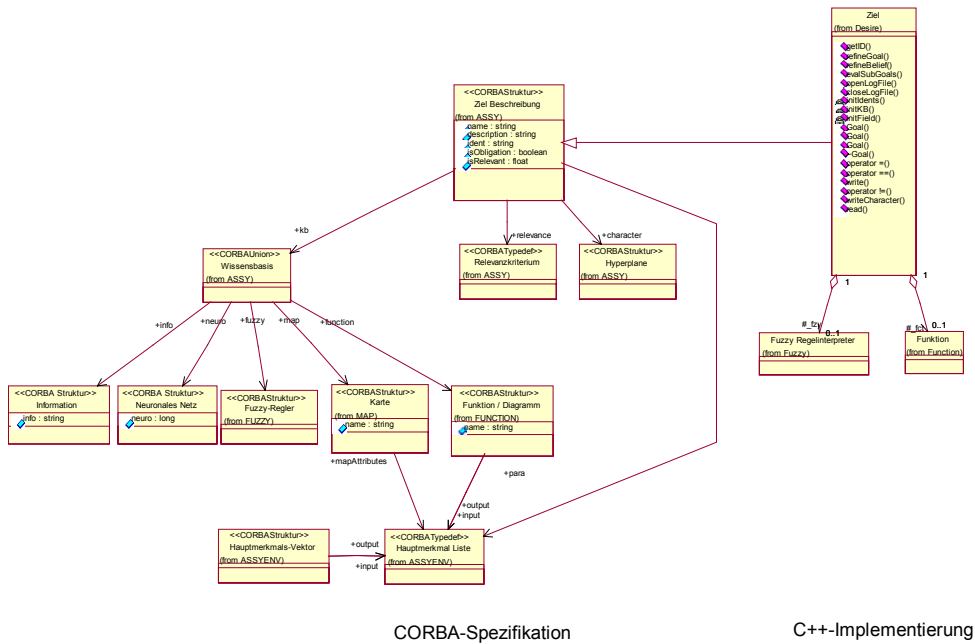 Ziel
(from Desire)
getID()
defineGoal()
defineBelief()
evalSubGoals()
openLogFile()
closeLogFile()
initIdents()
initKB()
initField()
Goal()
Goal()
Goal()
~Goal()
operator =()
operator ==()
write()
operator !=()
writeCharacter()
read()
<<CORBAStruktur>>
Ziel Beschreibung
(from ASSY)
name : string
description : string
ident : string
isObligation : boolean
isRelevant : float
+kb
+relevance
+character
<<CORBAUnion>>
Wissensbasis
(from ASSY)
<<CORBATypedef>>
Relevanzkriterium
(from ASSY)
<<CORBAStruktur>>
Hyperplane
(from ASSY)
1
1
#_fzy
0..1
#_fct
0..1
Fuzzy Regelinterpreter
(from Fuzzy)
Funktion
(from Function)
+info
+neuro
+fuzzy
+map
+function
<<CORBA Struktur>>
Information
info : string
<<CORBA Struktur>>
Neuronales Netz
neuro : long
<<CORBAStruktur>>
Fuzzy-Regler
(from FUZZY)
<<CORBAStruktur>>
Karte
(from MAP)
name : string
<<CORBAStruktur>>
Funktion / Diagramm
(from FUNCTION)
name : string
+mapAttributes
+para
+output
+input
<<CORBAStruktur>>
Hauptmerkmals-Vektor
(from ASSYENV)
+output
+input
<<CORBATypedef>>
Hauptmerkmal Liste
(from ASSYENV)
CORBA-Spezifikation
C++-Implementierung